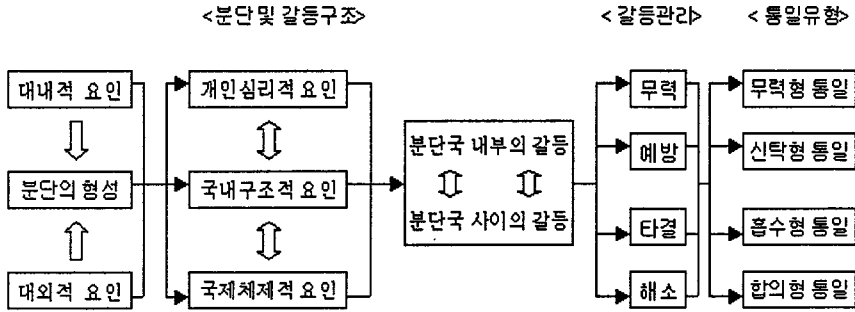 <분단 및 갈등구조>
<갈등관리>
<통일유형>
대내적 요인
분단의 형성
대외적 요인
개인심리적 요인
국내구조적 요인
국제체제적 요인
분단국 내부의 갈등
분단국 사이의 갈등
무력
예방
타결
해소
무력형 통일
신탁형 통일
흡수형 통일
합의형 통일